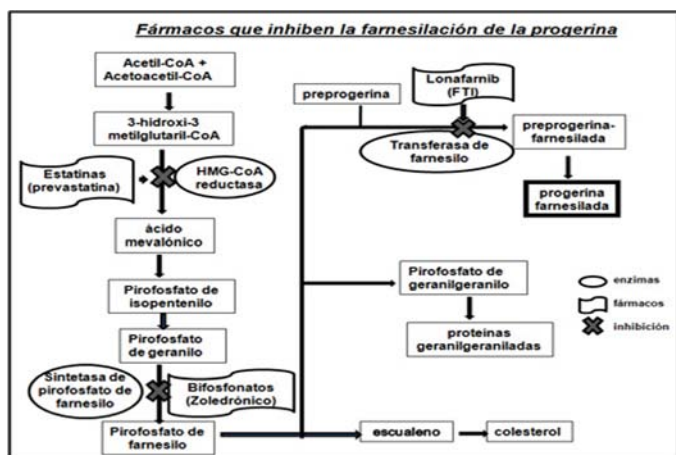 Fármacos que inhiben la farnesilación de la progerina
Acetil-CoA +
Acetoacetil-CoA
3-hidroxi-3
metilglutaril-CoA
Estatinas
(prevastatina)
HMG-CoA
reductasa
ácido
mevalónico
Pirofosfato de
isopentenilo
Pirofosfato
de geranilo
Sintetasa de
pirofosfato de
farnesilo
Bifosfonatos
(Zoledrónico)
Pirofosfato de
farnesilo
preprogerina
Lonafarnib
(FTI)
Transferasa de
farnesilo
preprogerina-
farnesilada
progerina
farnesilada
Pirofosfato de
geranilgeranilo
proteinas
geranilgeraniladas
escualeno
colesterol
enzimas
fármacos
inhibición